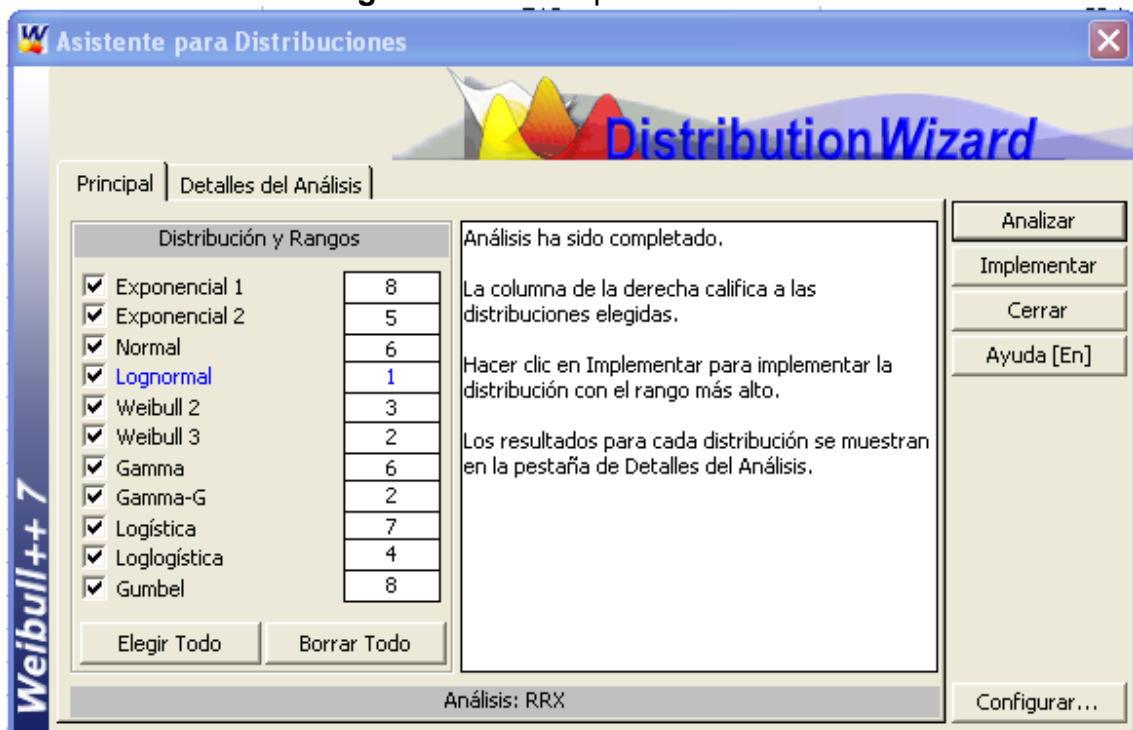 Asistente para Distribuciones
Distribution Wizard
Principal
Detalles del Análisis
Distribución y Rangos
Exponencial 1 8
Exponencial 2 5
Normal 6
Lognormal 1
Weibull 2 3
Weibull 3 2
Gamma 6
Gamma-G 2
Logística 7
Loglogística 4
Gumbel 8
Elegir Todo
Borrar Todo
Análisis ha sido completado.
La columna de la derecha califica a las
distribuciones elegidas.
Hacer clic en Implementar para implementar la
distribución con el rango más alto.
Los resultados para cada distribución se muestran
en la pestaña de Detalles del Análisis.
Analizar
Implementar
Cerrar
Ayuda [En]
Configurar...
Análisis: RRX
Weibull++ 7